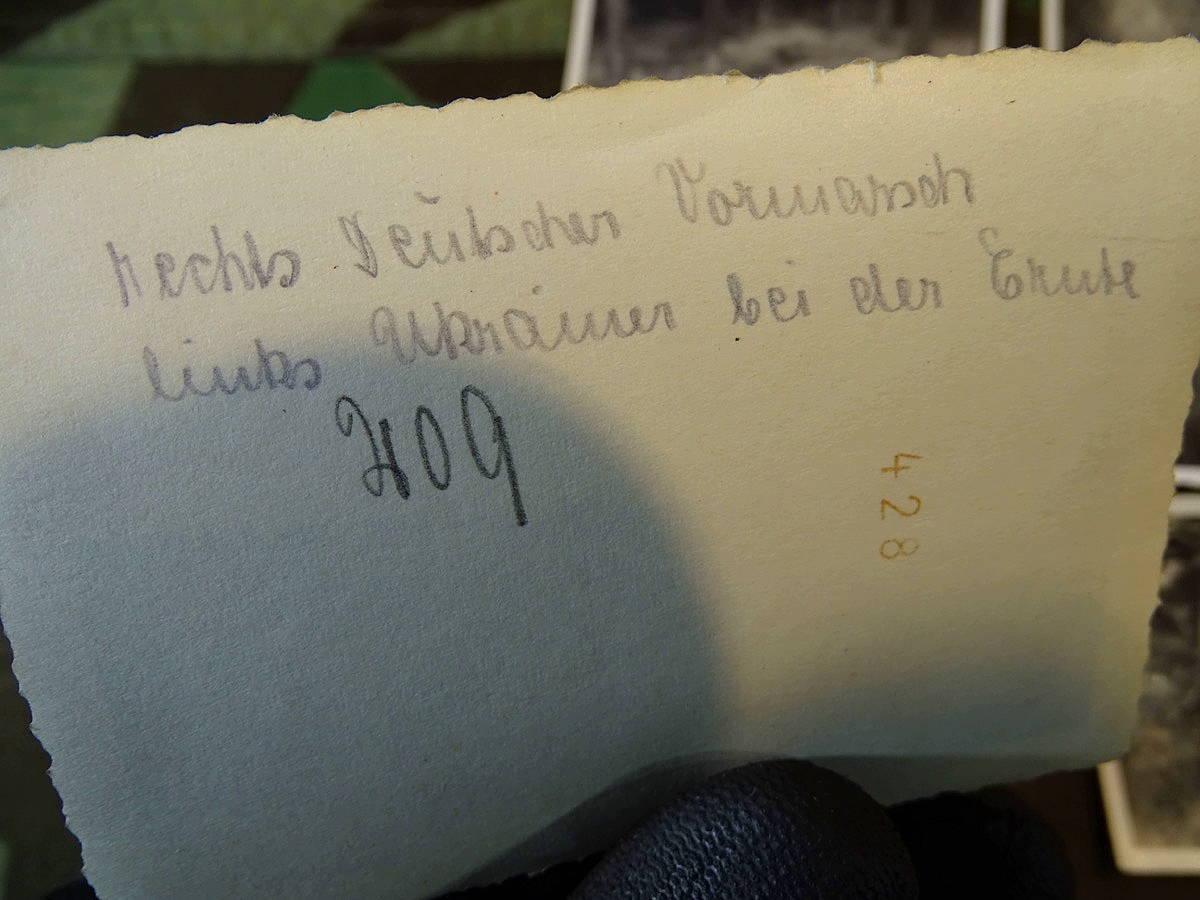 Rechts Deutscher Vormarsch
links Ukrainer bei der Ernte
409
428